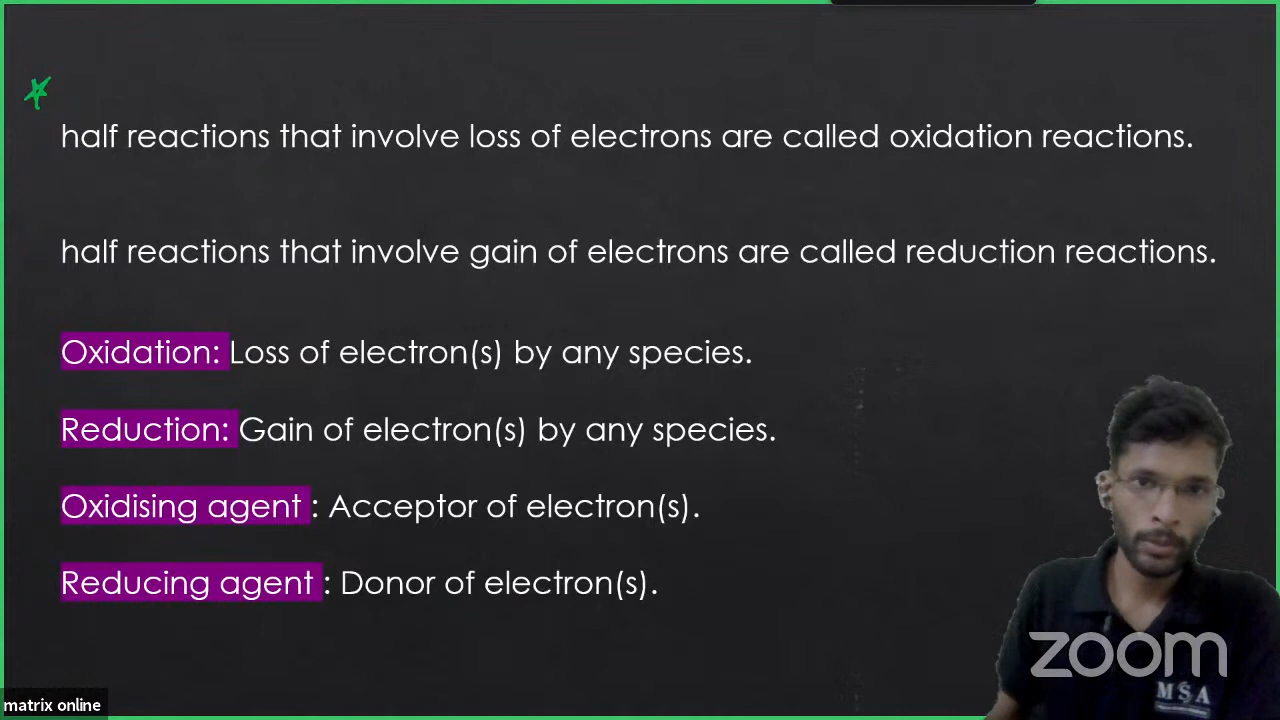 half reactions that involve loss of electrons are called oxidation reactions.
half reactions that involve gain of electrons are called reduction reactions.
Oxidation: Loss of electron(s) by any species.
Reduction: Gain of electron(s) by any species.
Oxidising agent : Acceptor of electron(s).
Reducing agent : Donor of electron(s).
zoom
MSA
matrix online